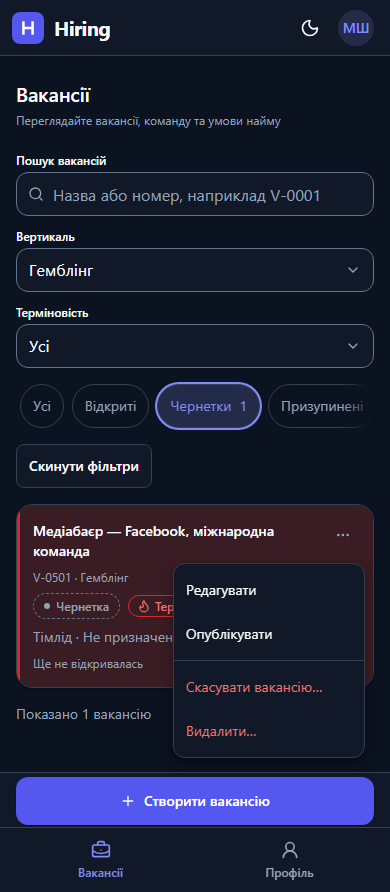 H Hiring МШ
Вакансії
Переглядайте вакансії, команду та умови найму
Пошук вакансій
Назва або номер, наприклад V-0001
Вертикаль
Гемблінг
Терміновість
Усі
Усі Відкриті Чернетки 1 Призупинені
Скинути фільтри
Медіабаєр — Facebook, міжнародна
команда
...
V-0501 · Гемблінг
Чернетка
Тімлід · Не призначен
Ще не відкривалась
Редагувати
Опублікувати
Скасувати вакансію...
Видалити...
Показано 1 вакансію
+ Створити вакансію
Вакансії Профіль